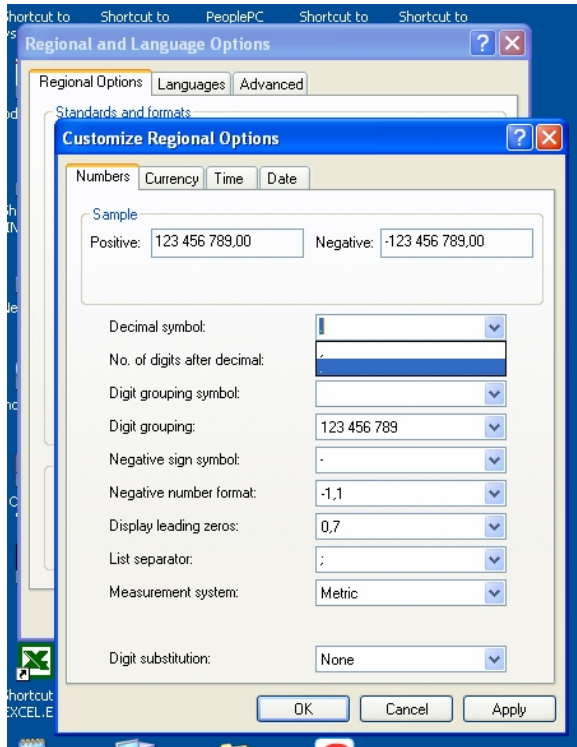 Shortcut to Shortcut to PeoplePC Shortcut to Shortcut to
Regional and Language Options
Regional Options Languages Advanced
Standards and formats
Customize Regional Options
Numbers Currency Time Date
Sample
Positive: 123 456 789,00 Negative: -123 456 789,00
Decimal symbol: .
,
.
No. of digits after decimal:
Digit grouping symbol:
Digit grouping: 123 456 789
Negative sign symbol: -
Negative number format: -1,1
Display leading zeros: 0,7
List separator: ;
Measurement system: Metric
Digit substitution: None
OK Cancel Apply
Shortcut
EXCEL.E